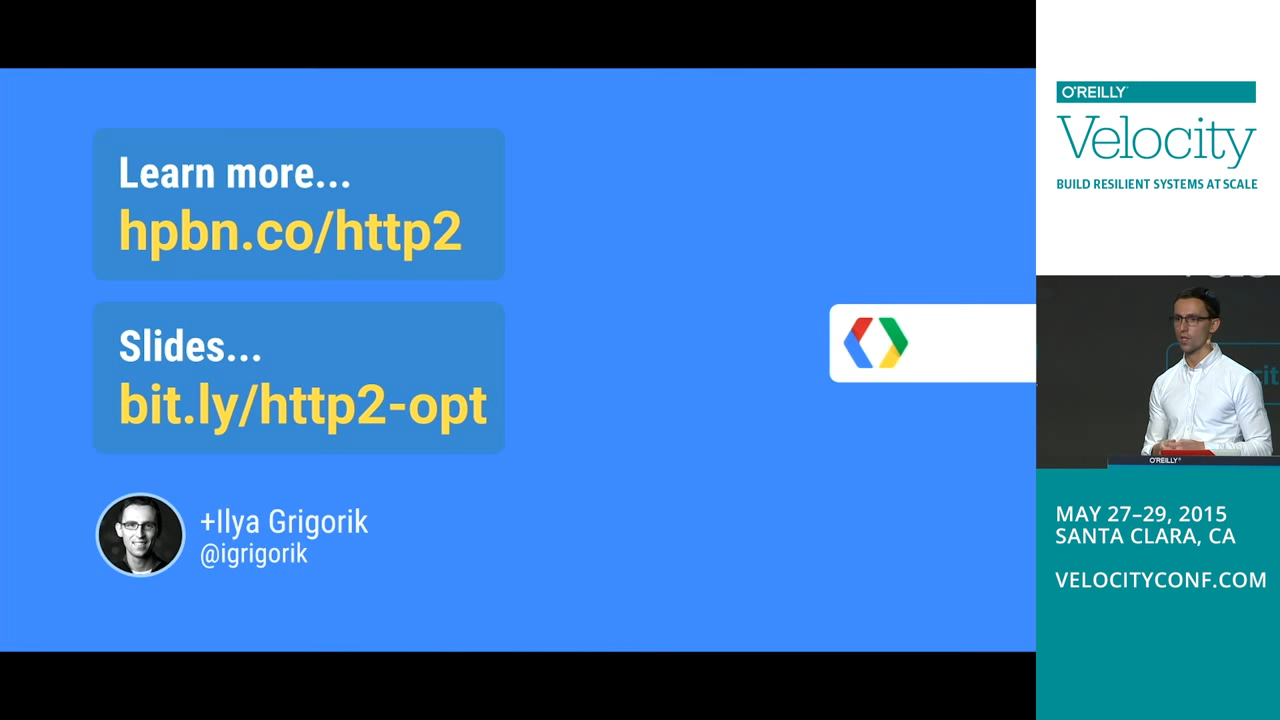 Learn more...
hpbn.co/http2
Slides...
bit.ly/http2-opt
+Ilya Grigorik
@igrigorik
O'REILLY®
Velocity
BUILD RESILIENT SYSTEMS AT SCALE
O'REILLY®
MAY 27–29, 2015
SANTA CLARA, CA
VELOCITYCONF.COM